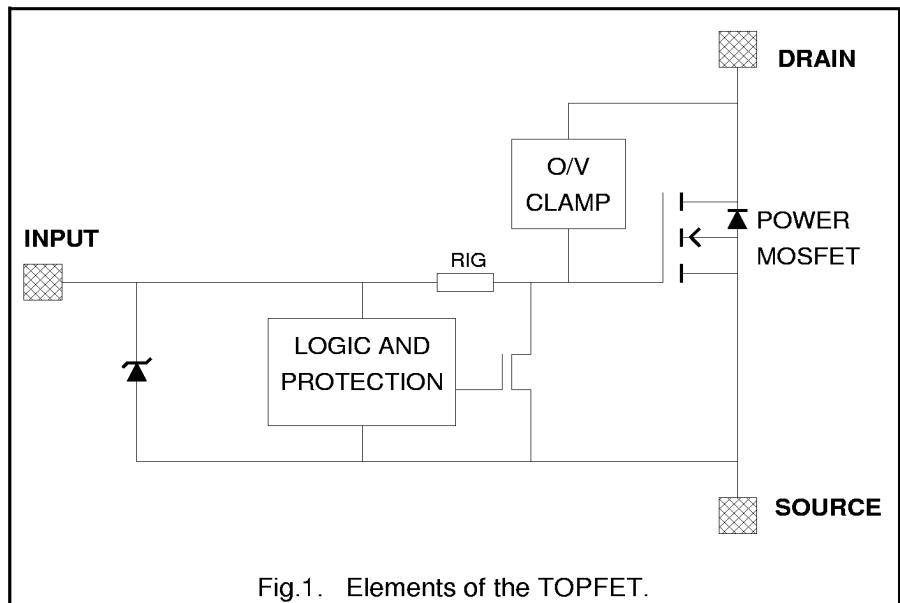 DRAIN
O/V
CLAMP
POWER
MOSFET
INPUT
RIG
LOGIC AND
PROTECTION
SOURCE
Fig.1. Elements of the TOPFET.